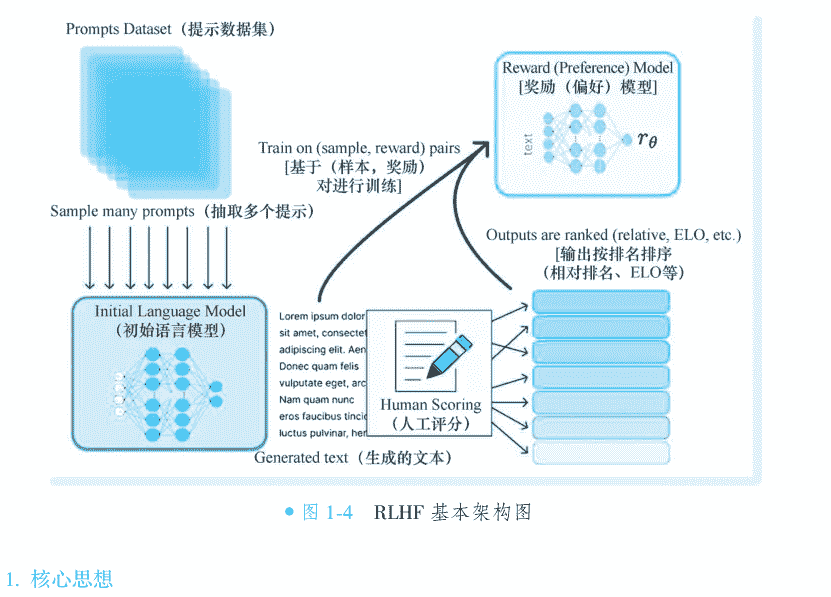 Prompts Dataset（提示数据集）
Sample many prompts（抽取多个提示）
Initial Language Model
（初始语言模型）
Train on (sample, reward) pairs
[基于（样本，奖励）
对进行训练]
Reward (Preference) Model
[奖励（偏好）模型]
text
rθ
Outputs are ranked (relative, ELO, etc.)
[输出按排名排序
（相对排名、ELO等）
Lorem ipsum dolor
sit amet, consectet
adipiscing elit. Aen
Donec quam felis
vulputate eget, arc
Nam quam nunc
eros faucibus tincid
luctus pulvinar, her
Human Scoring
（人工评分）
Generated text（生成的文本）
●图 1-4 RLHF 基本架构图
1. 核心思想